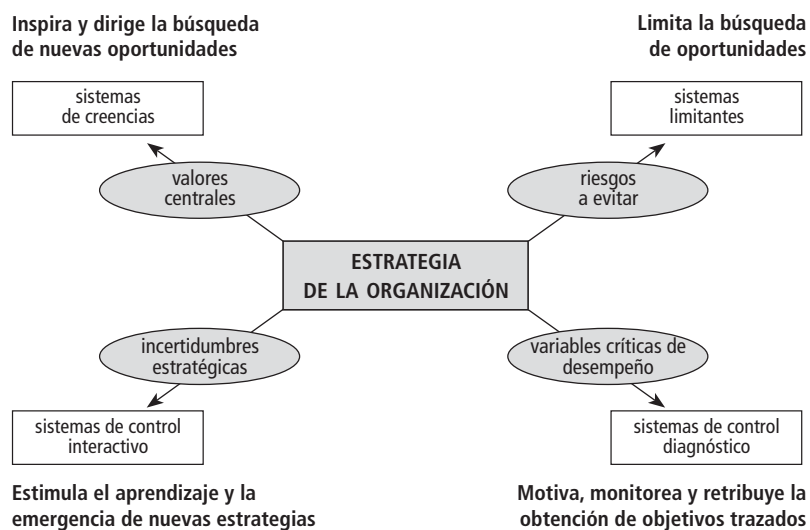 Inspira y dirige la búsqueda
de nuevas oportunidades
Limita la búsqueda
de oportunidades
sistemas
de creencias
sistemas
limitantes
valores
centrales
riesgos
a evitar
ESTRATEGIA
DE LA ORGANIZACIÓN
incertidumbres
estratégicas
variables críticas de
desempeño
sistemas de control
interactivo
sistemas de control
diagnóstico
Estimula el aprendizaje y la
emergencia de nuevas estrategias
Motiva, monitorea y retribuye la
obtención de objetivos trazados